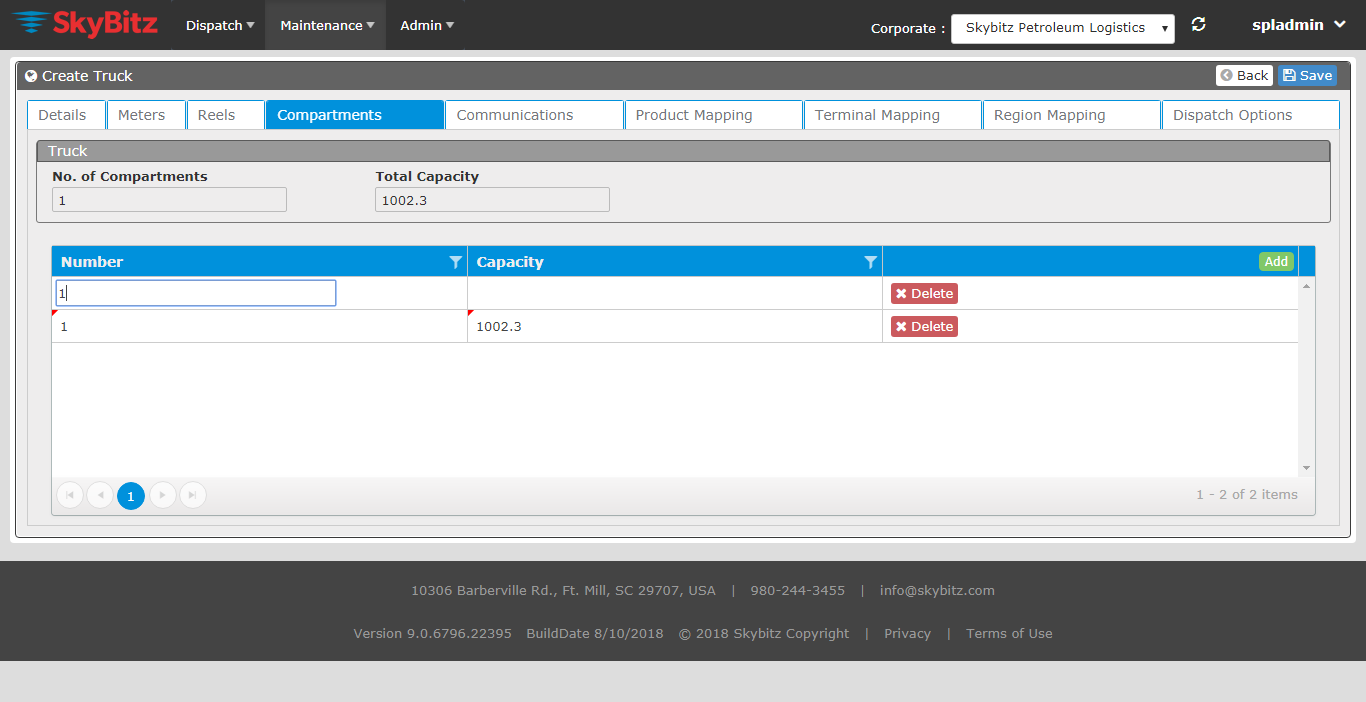 SkyBitz Dispatch Maintenance Admin Corporate : Skybitz Petroleum Logistics spladmin
Create Truck Back Save
Details Meters Reels Compartments Communications Product Mapping Terminal Mapping Region Mapping Dispatch Options
Truck
No. of Compartments Total Capacity
1 1002.3
Number Capacity Add
1 Delete
1 1002.3 Delete
1 1 - 2 of 2 items
10306 Barberville Rd., Ft. Mill, SC 29707, USA | 980-244-3455 | info@skybitz.com
Version 9.0.6796.22395 BuildDate 8/10/2018 © 2018 Skybitz Copyright | Privacy | Terms of Use